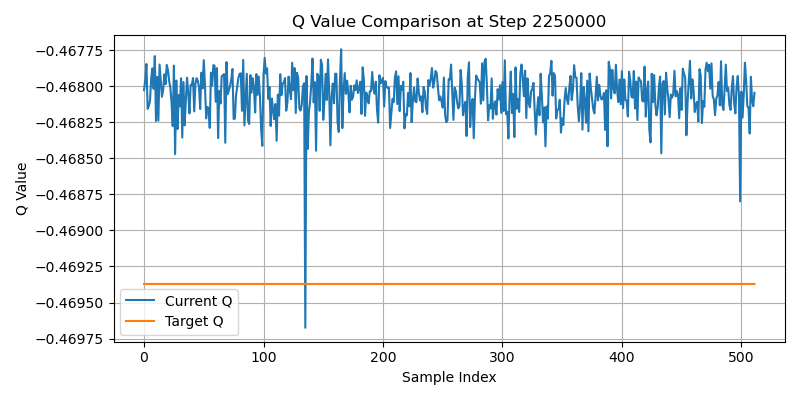 Q Value Comparison at Step 2250000
Q Value
−0.46775
−0.46800
−0.46825
−0.46850
−0.46875
−0.46900
−0.46925
−0.46950
−0.46975
Current Q
Target Q
0 100 200 300 400 500
Sample Index